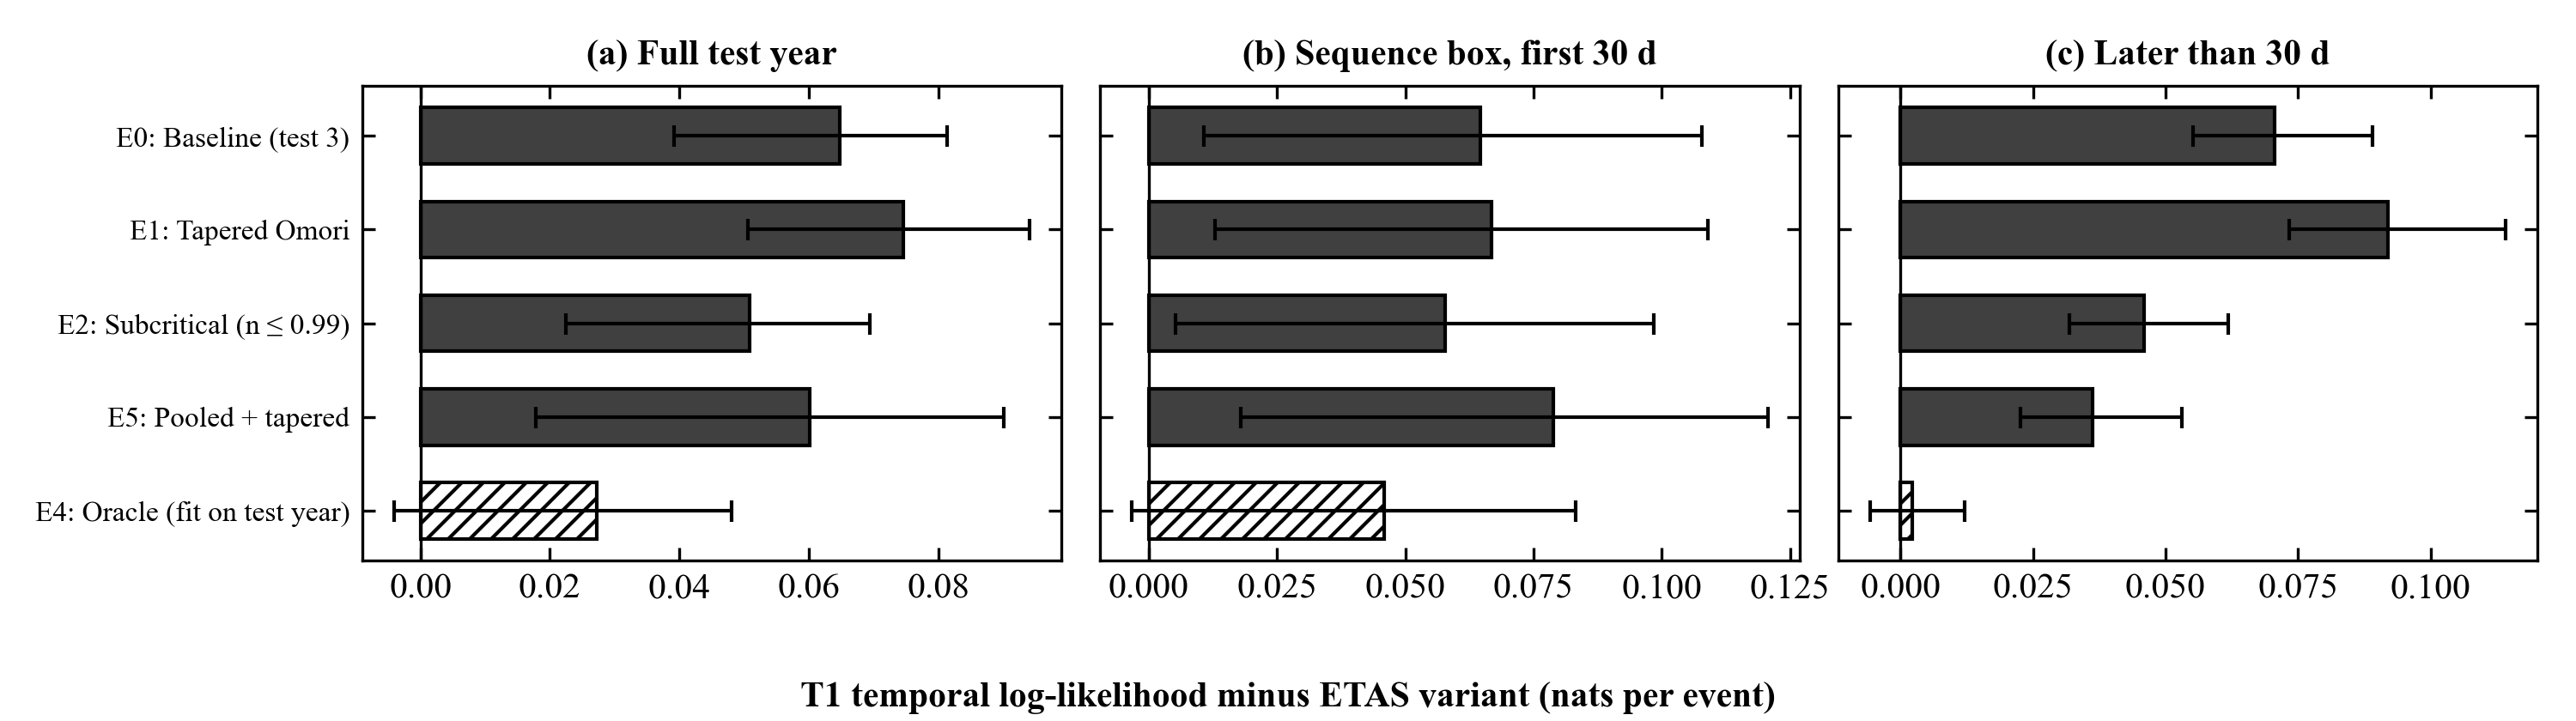 (a) Full test year
(b) Sequence box, first 30 d
(c) Later than 30 d
E0: Baseline (test 3)
E1: Tapered Omori
E2: Subcritical (n ≤ 0.99)
E5: Pooled + tapered
E4: Oracle (fit on test year)
0.00 0.02 0.04 0.06 0.08
0.000 0.025 0.050 0.075 0.100 0.125
0.000 0.025 0.050 0.075 0.100
T1 temporal log-likelihood minus ETAS variant (nats per event)